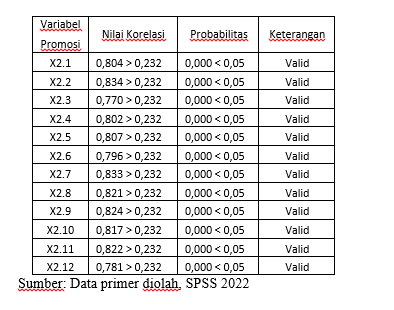 Variabel Promosi Nilai Korelasi Probabilitas Keterangan
X2.1 0,804 > 0,232 0,000 < 0,05 Valid
X2.2 0,834 > 0,232 0,000 < 0,05 Valid
X2.3 0,770 > 0,232 0,000 < 0,05 Valid
X2.4 0,802 > 0,232 0,000 < 0,05 Valid
X2.5 0,807 > 0,232 0,000 < 0,05 Valid
X2.6 0,796 > 0,232 0,000 < 0,05 Valid
X2.7 0,833 > 0,232 0,000 < 0,05 Valid
X2.8 0,821 > 0,232 0,000 < 0,05 Valid
X2.9 0,824 > 0,232 0,000 < 0,05 Valid
X2.10 0,817 > 0,232 0,000 < 0,05 Valid
X2.11 0,822 > 0,232 0,000 < 0,05 Valid
X2.12 0,781 > 0,232 0,000 < 0,05 Valid
Sumber: Data primer diolah, SPSS 2022